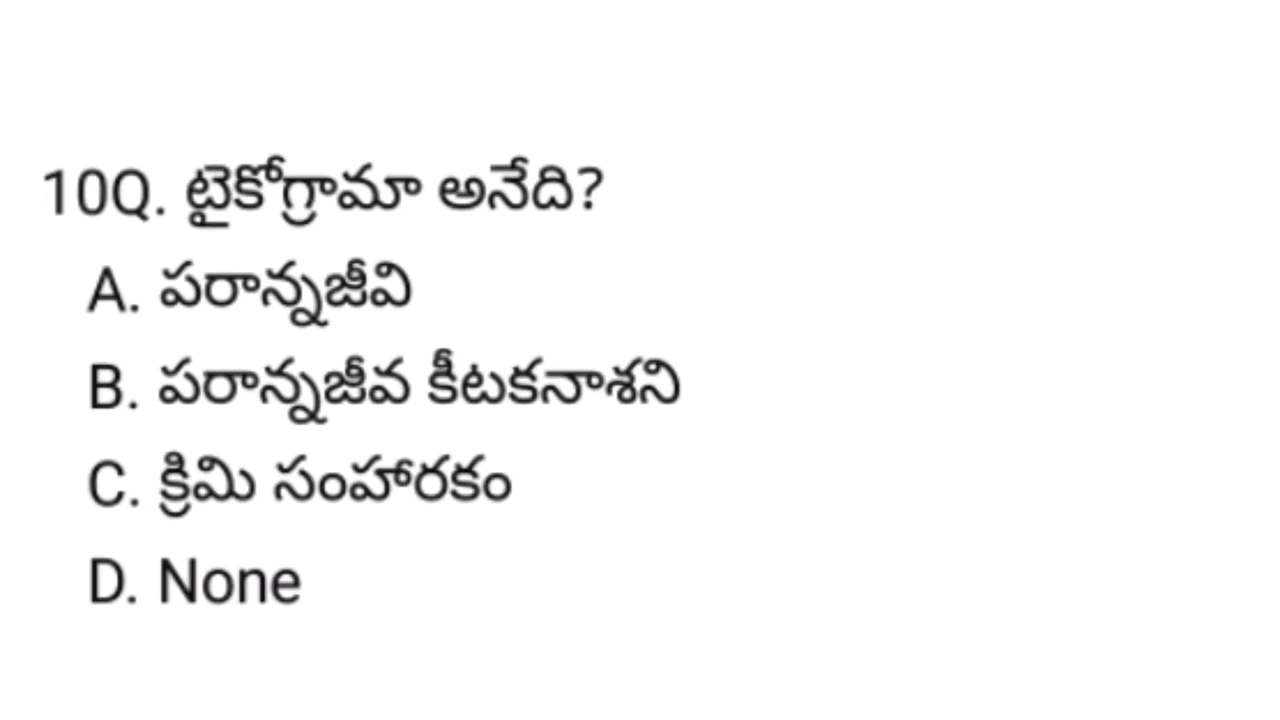 10Q. టైకోగ్రామా అనేది?
A. పరాన్నజీవి
B. పరాన్నజీవ కీటకనాశని
C. క్రిమి సంహారకం
D. None